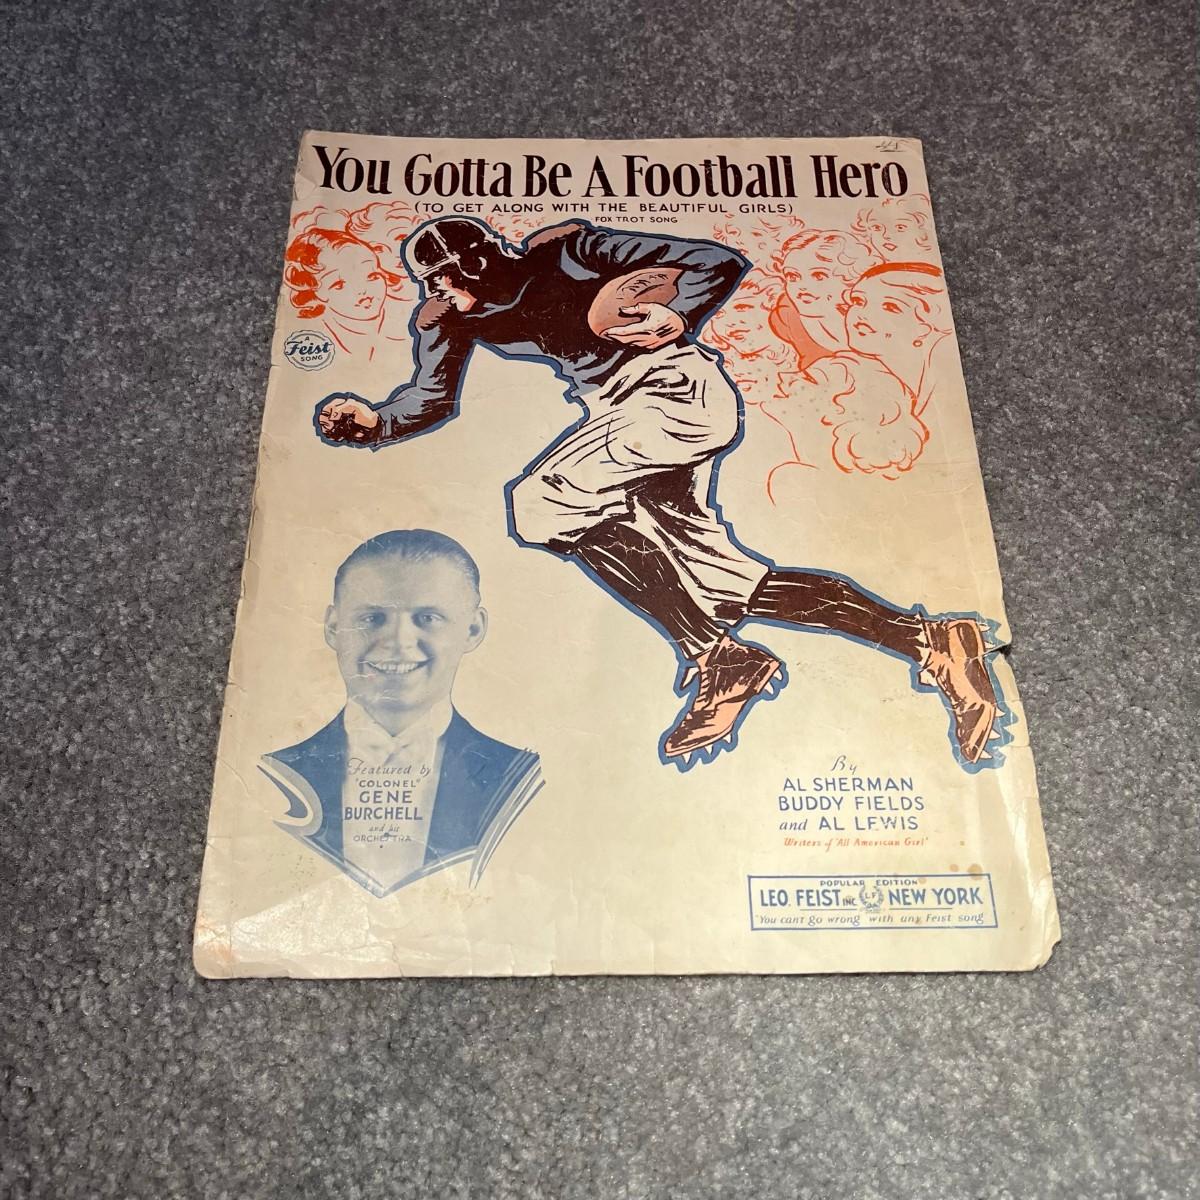 You Gotta Be A Football Hero
(TO GET ALONG WITH THE BEAUTIFUL GIRLS)
FOX TROT SONG
A
Feist
SONG
Featured by
"COLONEL"
GENE
BURCHELL
and his
ORCHESTRA
By
AL SHERMAN
BUDDY FIELDS
and AL LEWIS
Writers of "All American Girl"
POPULAR EDITION
LEO. FEIST INC LF NEW YORK
"You can't go wrong with any Feist song"